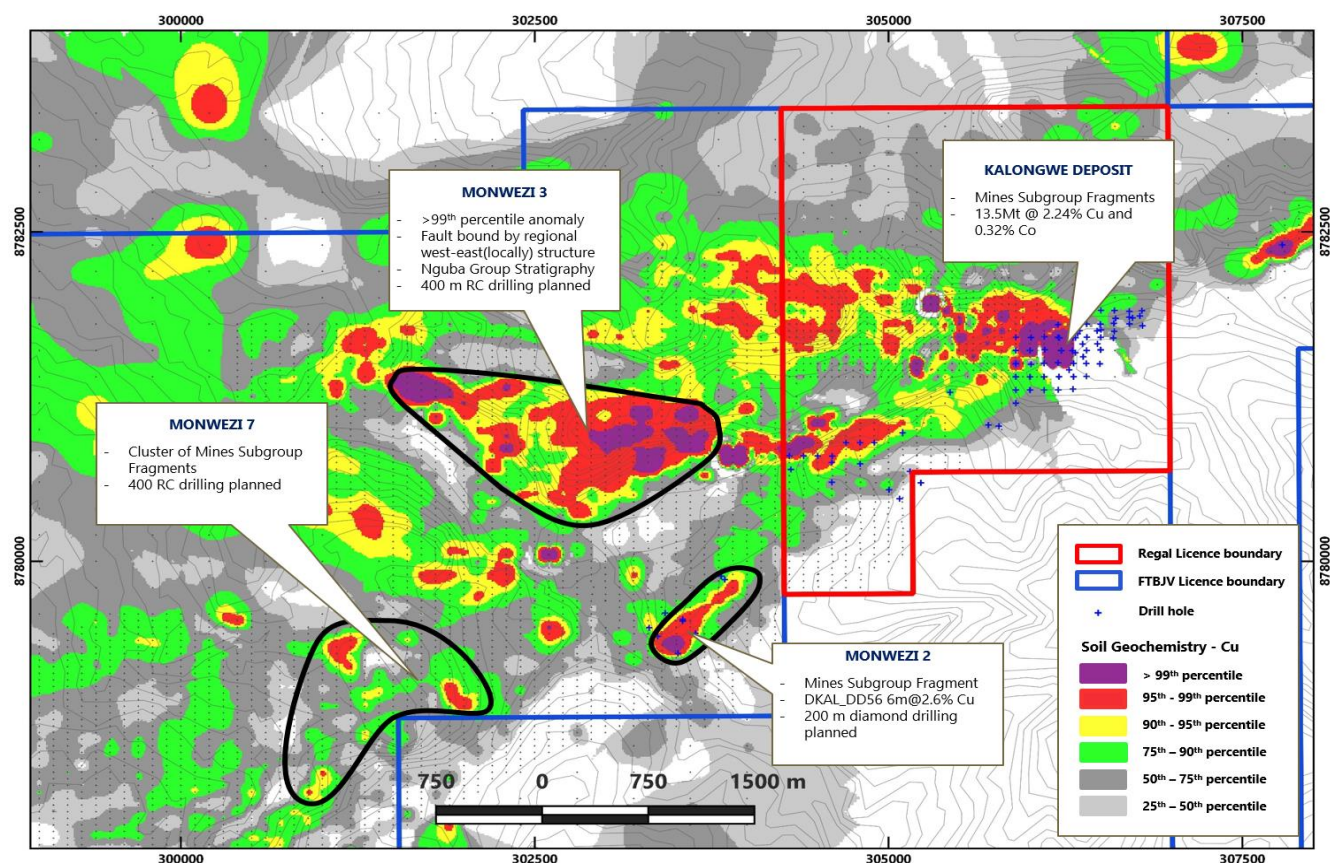 300000 302500 305000 307500
8782500
8780000
KALONGWE DEPOSIT
- Mines Subgroup Fragments
- 13.5Mt @ 2.24% Cu and
0.32% Co
MONWEZI 3
- >99th percentile anomaly
- Fault bound by regional
west-east(locally) structure
- Nguba Group Stratigraphy
- 400 m RC drilling planned
8782500
8780000
MONWEZI 7
- Cluster of Mines Subgroup
Fragments
- 400 RC drilling planned
MONWEZI 2
- Mines Subgroup Fragment
- DKAL_DD56 6m@2.6% Cu
- 200 m diamond drilling
planned
Regal Licence boundary
FTBJV Licence boundary
Drill hole
Soil Geochemistry - Cu
> 99th percentile
95th - 99th percentile
90th - 95th percentile
75th – 90th percentile
50th – 75th percentile
25th – 50th percentile
750 0 750 1500 m
300000 302500 305000 307500